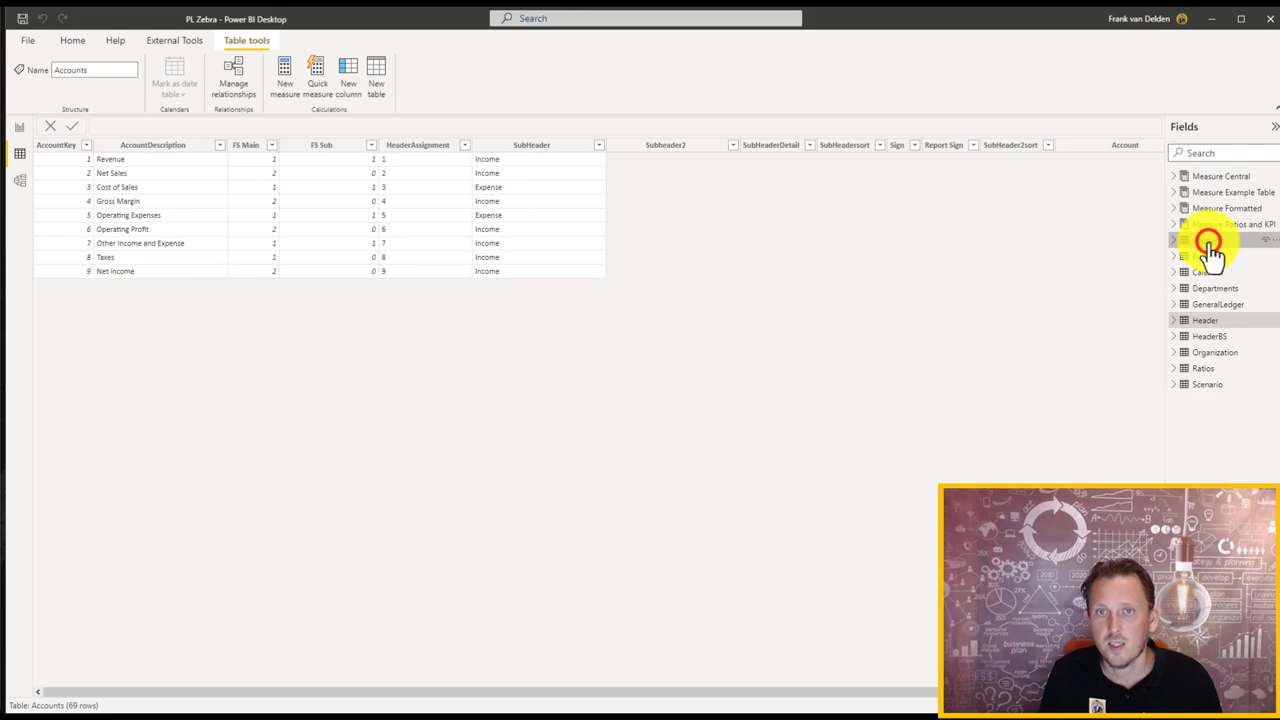 PL Zebra - Power BI Desktop
Search
Frank van Delden
File Home Help External Tools Table tools
Name Accounts
Mark as date table
Manage relationships
New measure
Quick measure
New column
New table
Structure Calendars Relationships Calculations
Fields
Search
AccountKey AccountDescription FS Main FS Sub HeaderAssignment SubHeader Subheader2 SubHeaderDetail SubHeadersort Sign Report Sign SubHeader2sort Account
1 Revenue 1 1 1 Income
2 Net Sales 2 0 2 Income
3 Cost of Sales 1 1 3 Expense
4 Gross Margin 2 0 4 Income
5 Operating Expenses 1 1 5 Expense
6 Operating Profit 2 0 6 Income
7 Other Income and Expense 1 1 7 Income
8 Taxes 1 0 8 Income
9 Net Income 2 0 9 Income
Measure Central
Measure Example Table
Measure Formatted
Measure Ratios and KPI
Departments
GeneralLedger
Header
HeaderBS
Organization
Ratios
Scenario
Table: Accounts (69 rows)